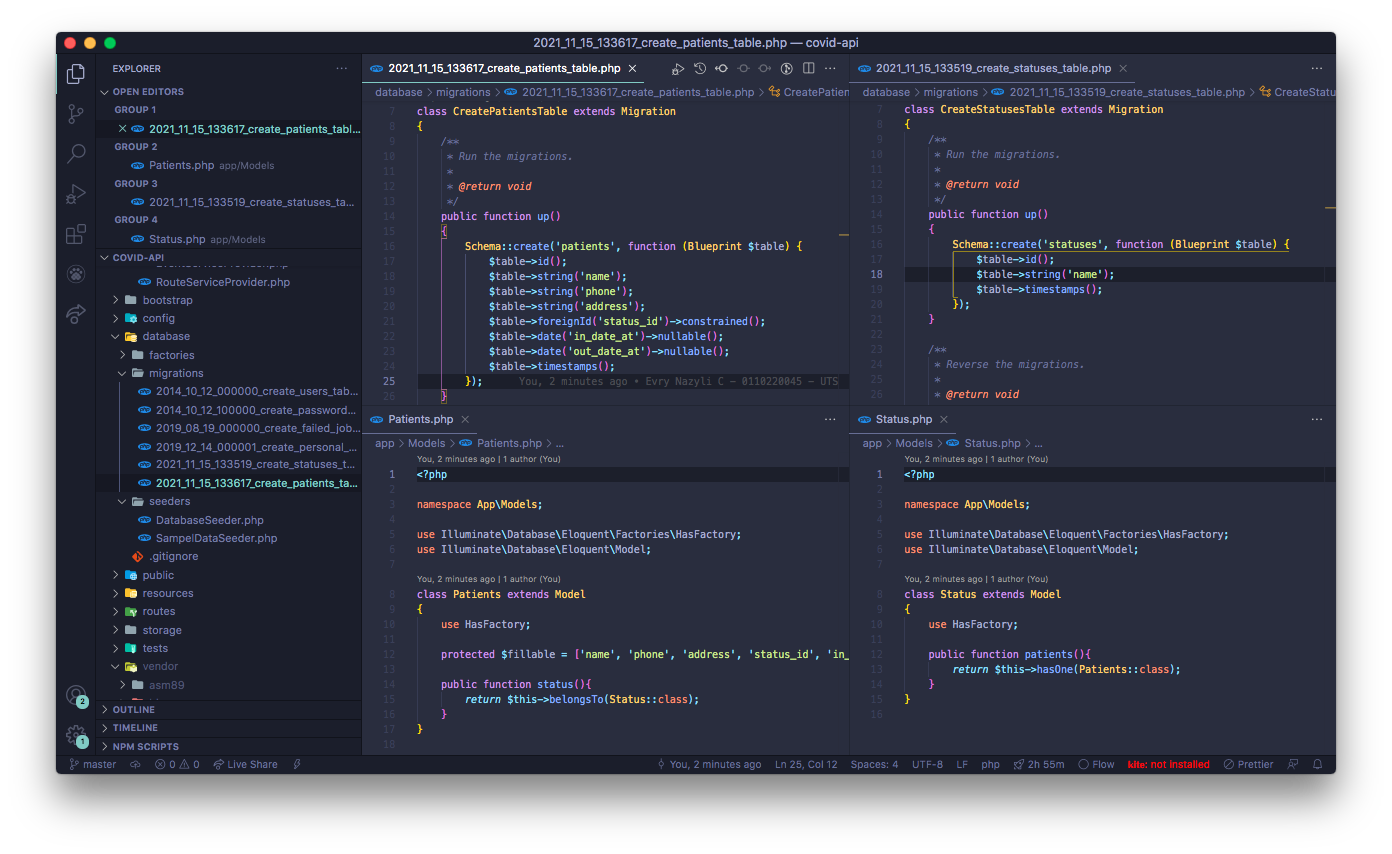 2021_11_15_133617_create_patients_table.php — covid-api
EXPLORER
OPEN EDITORS
GROUP 1
2021_11_15_133617_create_patients_tabl...
GROUP 2
Patients.php app/Models
GROUP 3
2021_11_15_133519_create_statuses_ta...
GROUP 4
Status.php app/Models
COVID-API
RouteServiceProvider.php
bootstrap
config
database
factories
migrations
2014_10_12_000000_create_users_tab...
2014_10_12_100000_create_password...
2019_08_19_000000_create_failed_job...
2019_12_14_000001_create_personal_...
2021_11_15_133519_create_statuses_t...
2021_11_15_133617_create_patients_ta...
seeders
DatabaseSeeder.php
SampelDataSeeder.php
.gitignore
public
resources
routes
storage
tests
vendor
asm89
OUTLINE
TIMELINE
NPM SCRIPTS
2021_11_15_133617_create_patients_table.php
database > migrations > 2021_11_15_133617_create_patients_table.php > CreatePatien
7 class CreatePatientsTable extends Migration
8 {
9 /**
10 * Run the migrations.
11 *
12 * @return void
13 */
14 public function up()
15 {
16 Schema::create('patients', function (Blueprint $table) {
17 $table->id();
18 $table->string('name');
19 $table->string('phone');
20 $table->string('address');
21 $table->foreignId('status_id')->constrained();
22 $table->date('in_date_at')->nullable();
23 $table->date('out_date_at')->nullable();
24 $table->timestamps();
25 }); You, 2 minutes ago • Evry Nazyli C – 0110220045 – UTS
26 }
2021_11_15_133519_create_statuses_table.php
database > migrations > 2021_11_15_133519_create_statuses_table.php > CreateStatu
7 class CreateStatusesTable extends Migration
8 {
9 /**
10 * Run the migrations.
11 *
12 * @return void
13 */
14 public function up()
15 {
16 Schema::create('statuses', function (Blueprint $table) {
17 $table->id();
18 $table->string('name');
19 $table->timestamps();
20 });
21 }
22
23 /**
24 * Reverse the migrations.
25 *
26 * @return void
Patients.php
app > Models > Patients.php > ...
You, 2 minutes ago | 1 author (You)
1 <?php
2
3 namespace App\Models;
4
5 use Illuminate\Database\Eloquent\Factories\HasFactory;
6 use Illuminate\Database\Eloquent\Model;
7
You, 2 minutes ago | 1 author (You)
8 class Patients extends Model
9 {
10 use HasFactory;
11
12 protected $fillable = ['name', 'phone', 'address', 'status_id', 'in_
13
14 public function status(){
15 return $this->belongsTo(Status::class);
16 }
17 }
18
Status.php
app > Models > Status.php > ...
You, 2 minutes ago | 1 author (You)
1 <?php
2
3 namespace App\Models;
4
5 use Illuminate\Database\Eloquent\Factories\HasFactory;
6 use Illuminate\Database\Eloquent\Model;
7
You, 2 minutes ago | 1 author (You)
8 class Status extends Model
9 {
10 use HasFactory;
11
12 public function patients(){
13 return $this->hasOne(Patients::class);
14 }
15 }
16
2
1
master 0 0 Live Share You, 2 minutes ago Ln 25, Col 12 Spaces: 4 UTF-8 LF php 2h 55m Flow kite: not installed Prettier